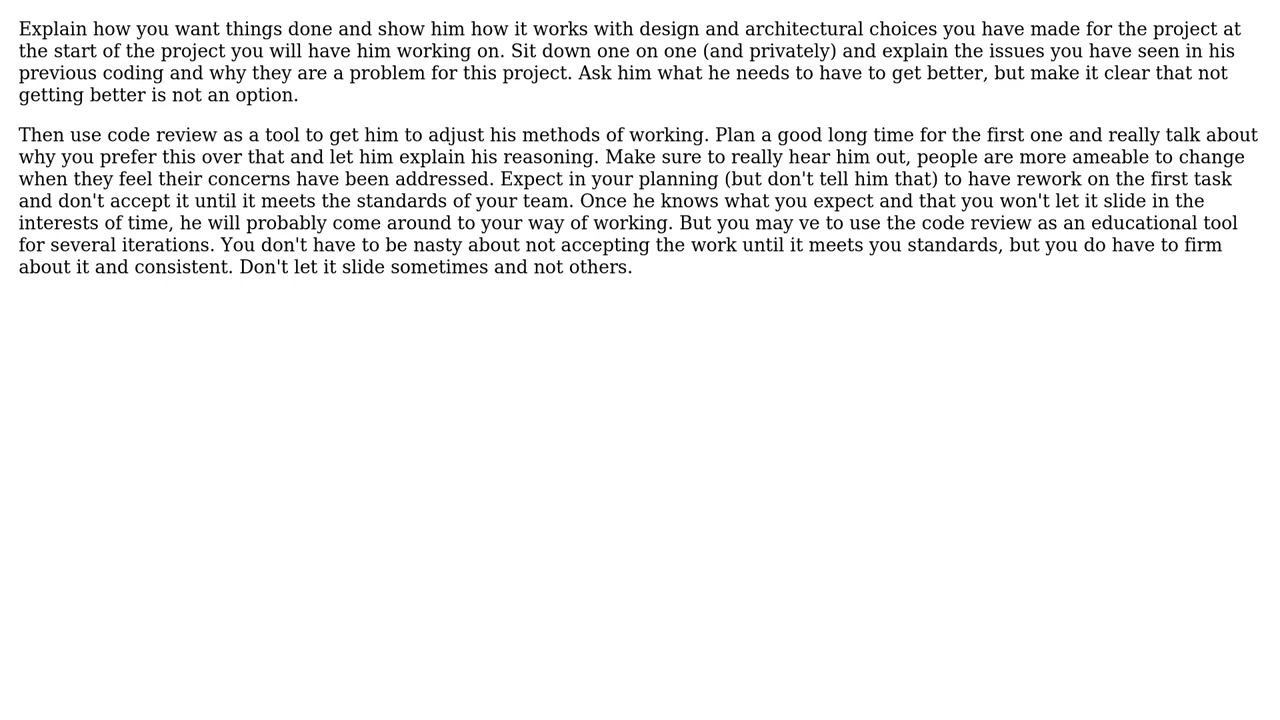 Explain how you want things done and show him how it works with design and architectural choices you have made for the project at
the start of the project you will have him working on. Sit down one on one (and privately) and explain the issues you have seen in his
previous coding and why they are a problem for this project. Ask him what he needs to have to get better, but make it clear that not
getting better is not an option.
Then use code review as a tool to get him to adjust his methods of working. Plan a good long time for the first one and really talk about
why you prefer this over that and let him explain his reasoning. Make sure to really hear him out, people are more ameable to change
when they feel their concerns have been addressed. Expect in your planning (but don't tell him that) to have rework on the first task
and don't accept it until it meets the standards of your team. Once he knows what you expect and that you won't let it slide in the
interests of time, he will probably come around to your way of working. But you may ve to use the code review as an educational tool
for several iterations. You don't have to be nasty about not accepting the work until it meets you standards, but you do have to firm
about it and consistent. Don't let it slide sometimes and not others.